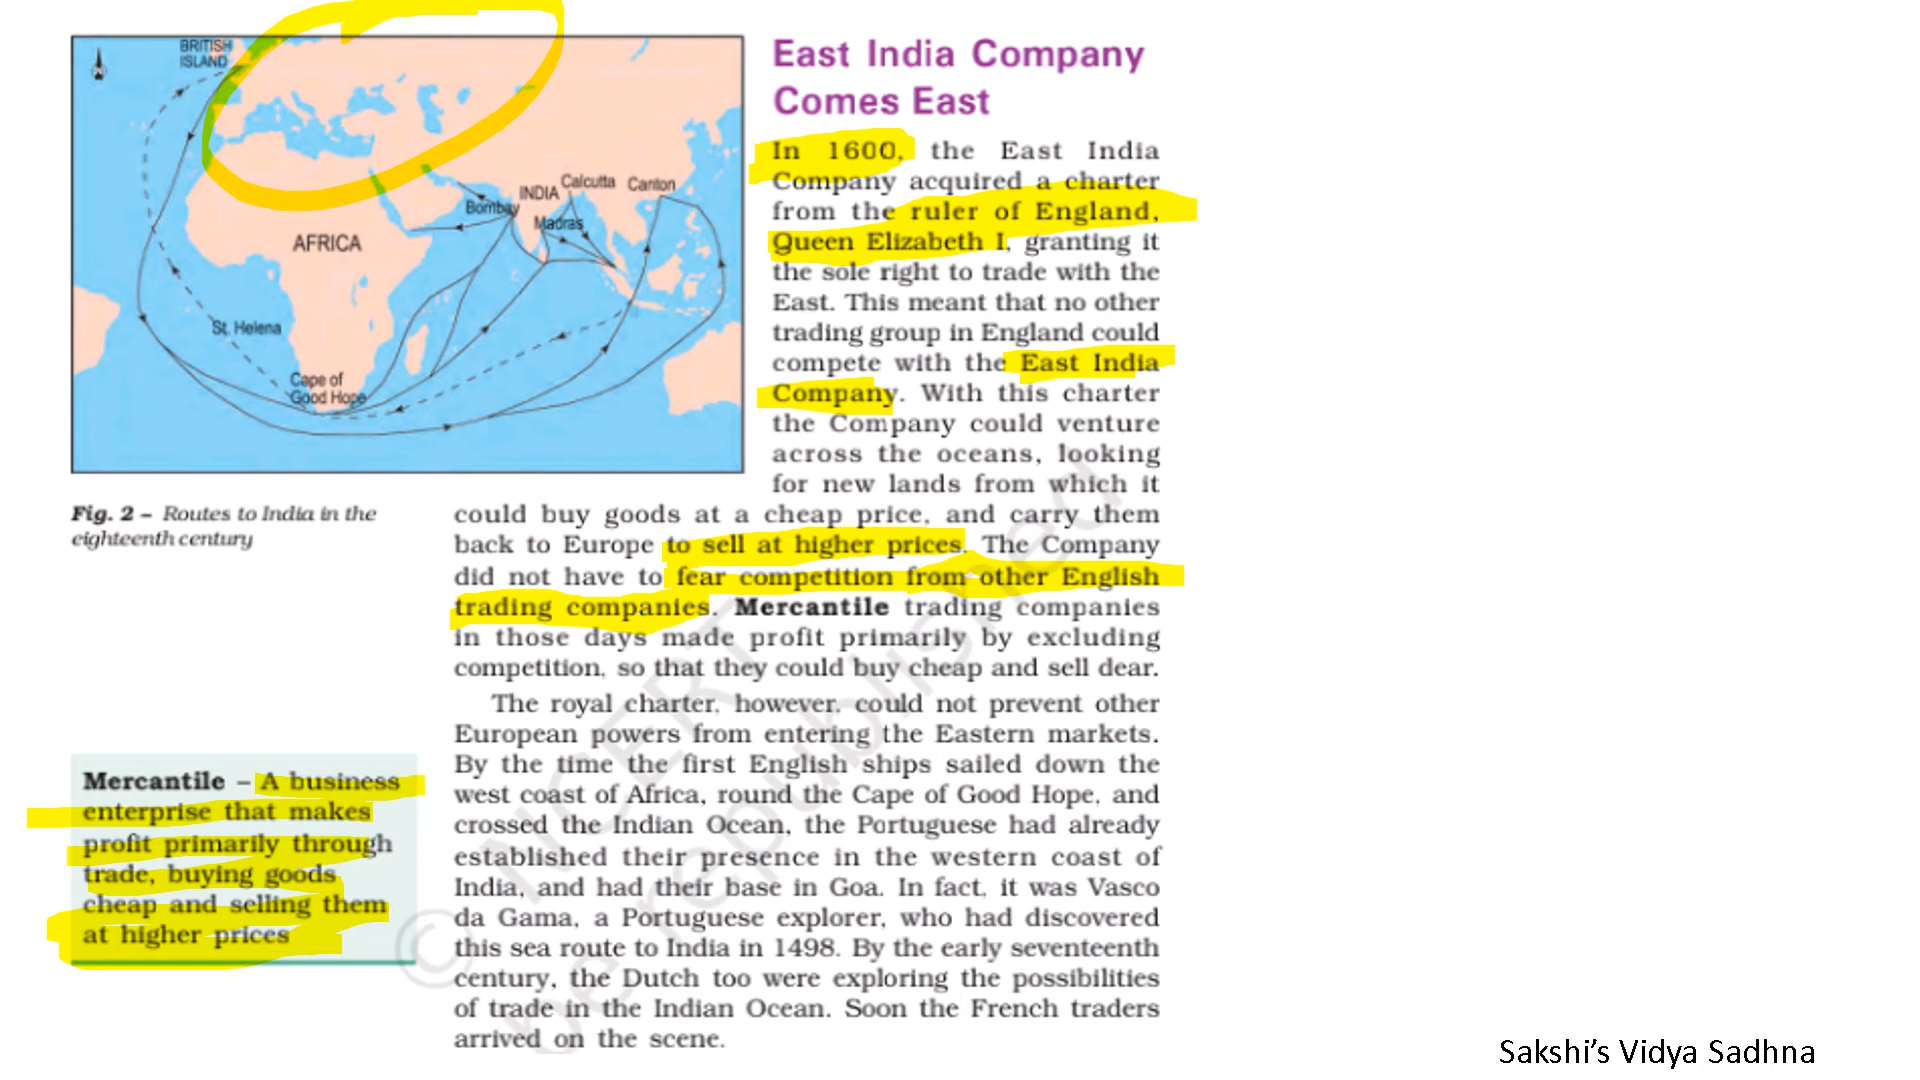 BRITISH
ISLAND
INDIA
Calcutta
Canton
Bombay
Madras
AFRICA
St. Helena
Cape of
Good Hope
Fig. 2 – Routes to India in the
eighteenth century
East India Company
Comes East
In 1600, the East India
Company acquired a charter
from the ruler of England,
Queen Elizabeth I, granting it
the sole right to trade with the
East. This meant that no other
trading group in England could
compete with the East India
Company. With this charter
the Company could venture
across the oceans, looking
for new lands from which it
could buy goods at a cheap price, and carry them
back to Europe to sell at higher prices. The Company
did not have to fear competition from other English
trading companies. Mercantile trading companies
in those days made profit primarily by excluding
competition, so that they could buy cheap and sell dear.
The royal charter, however, could not prevent other
European powers from entering the Eastern markets.
By the time the first English ships sailed down the
west coast of Africa, round the Cape of Good Hope, and
crossed the Indian Ocean, the Portuguese had already
established their presence in the western coast of
India, and had their base in Goa. In fact, it was Vasco
da Gama, a Portuguese explorer, who had discovered
this sea route to India in 1498. By the early seventeenth
century, the Dutch too were exploring the possibilities
of trade in the Indian Ocean. Soon the French traders
arrived on the scene.
Mercantile – A business
enterprise that makes
profit primarily through
trade, buying goods
cheap and selling them
at higher prices
© NCERT
be republished
Sakshi's Vidya Sadhna